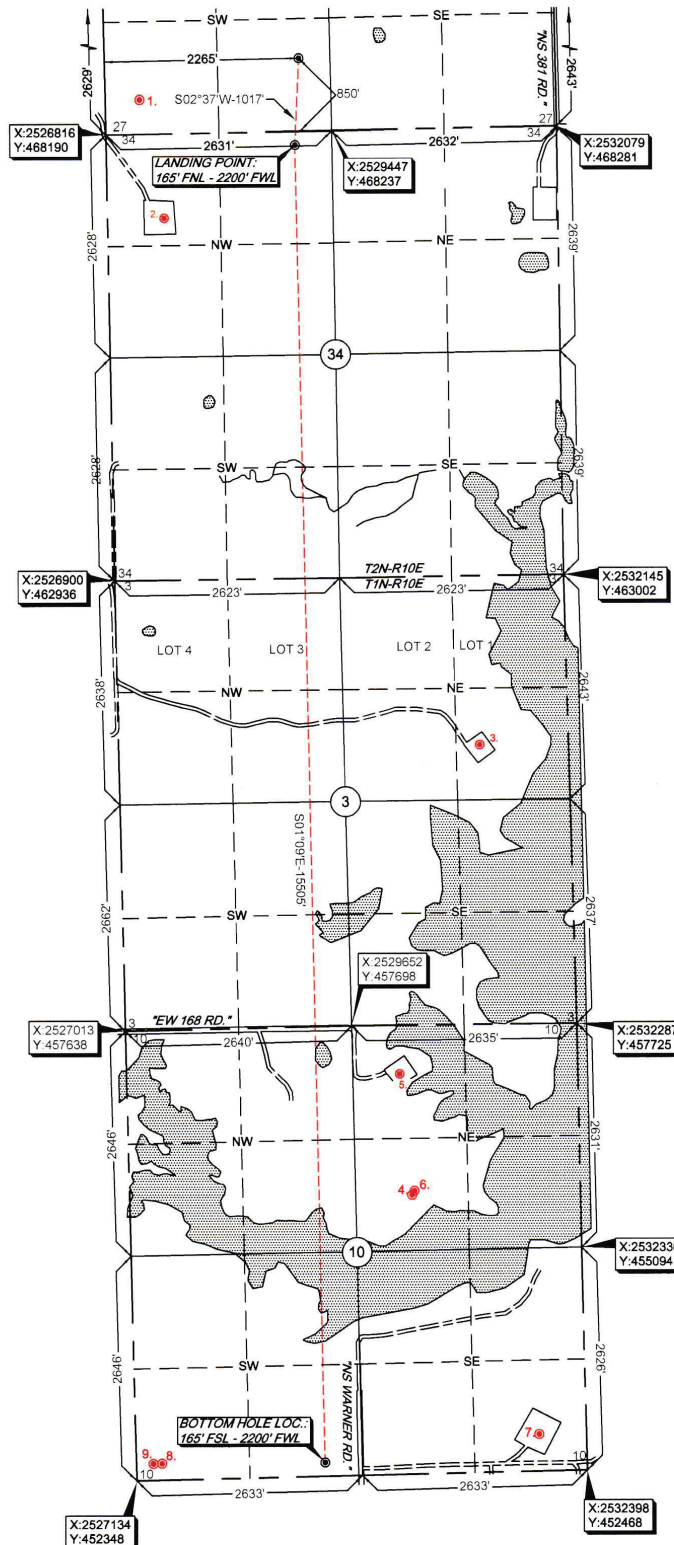 SW
SE
"NS 381 RD."
2629'
2643'
2265'
850'
1.
S02°37'W-1017'
X:2526816
Y:468190
27
34
27
34
X:2532079
Y:468281
2631'
2632'
LANDING POINT:
165' FNL - 2200' FWL
X:2529447
Y:468237
2.
2628'
NW
NE
2639'
34
2628'
SW
SE
2639'
X:2526900
Y:462936
34
3
T2N-R10E
T1N-R10E
34
X:2532145
Y:463002
2623'
2623'
LOT 4
LOT 3
LOT 2
LOT 1
2638'
NW
NE
2643'
3.
3
S01°09'E-15505'
2662'
SW
SE
2637'
X:2529652
Y:457698
X:2527013
Y:457638
3
10
"EW 168 RD."
3
10
X:2532287
Y:457725
2640'
2635'
5.
2646'
NW
NE
2631'
4.
6.
10
X:2532330
Y:455094
2646'
SW
SE
2626'
"NS WARNER RD."
BOTTOM HOLE LOC.:
165' FSL - 2200' FWL
7.
9.
8.
10
10
2633'
2633'
X:2527134
Y:452348
X:2532398
Y:452468